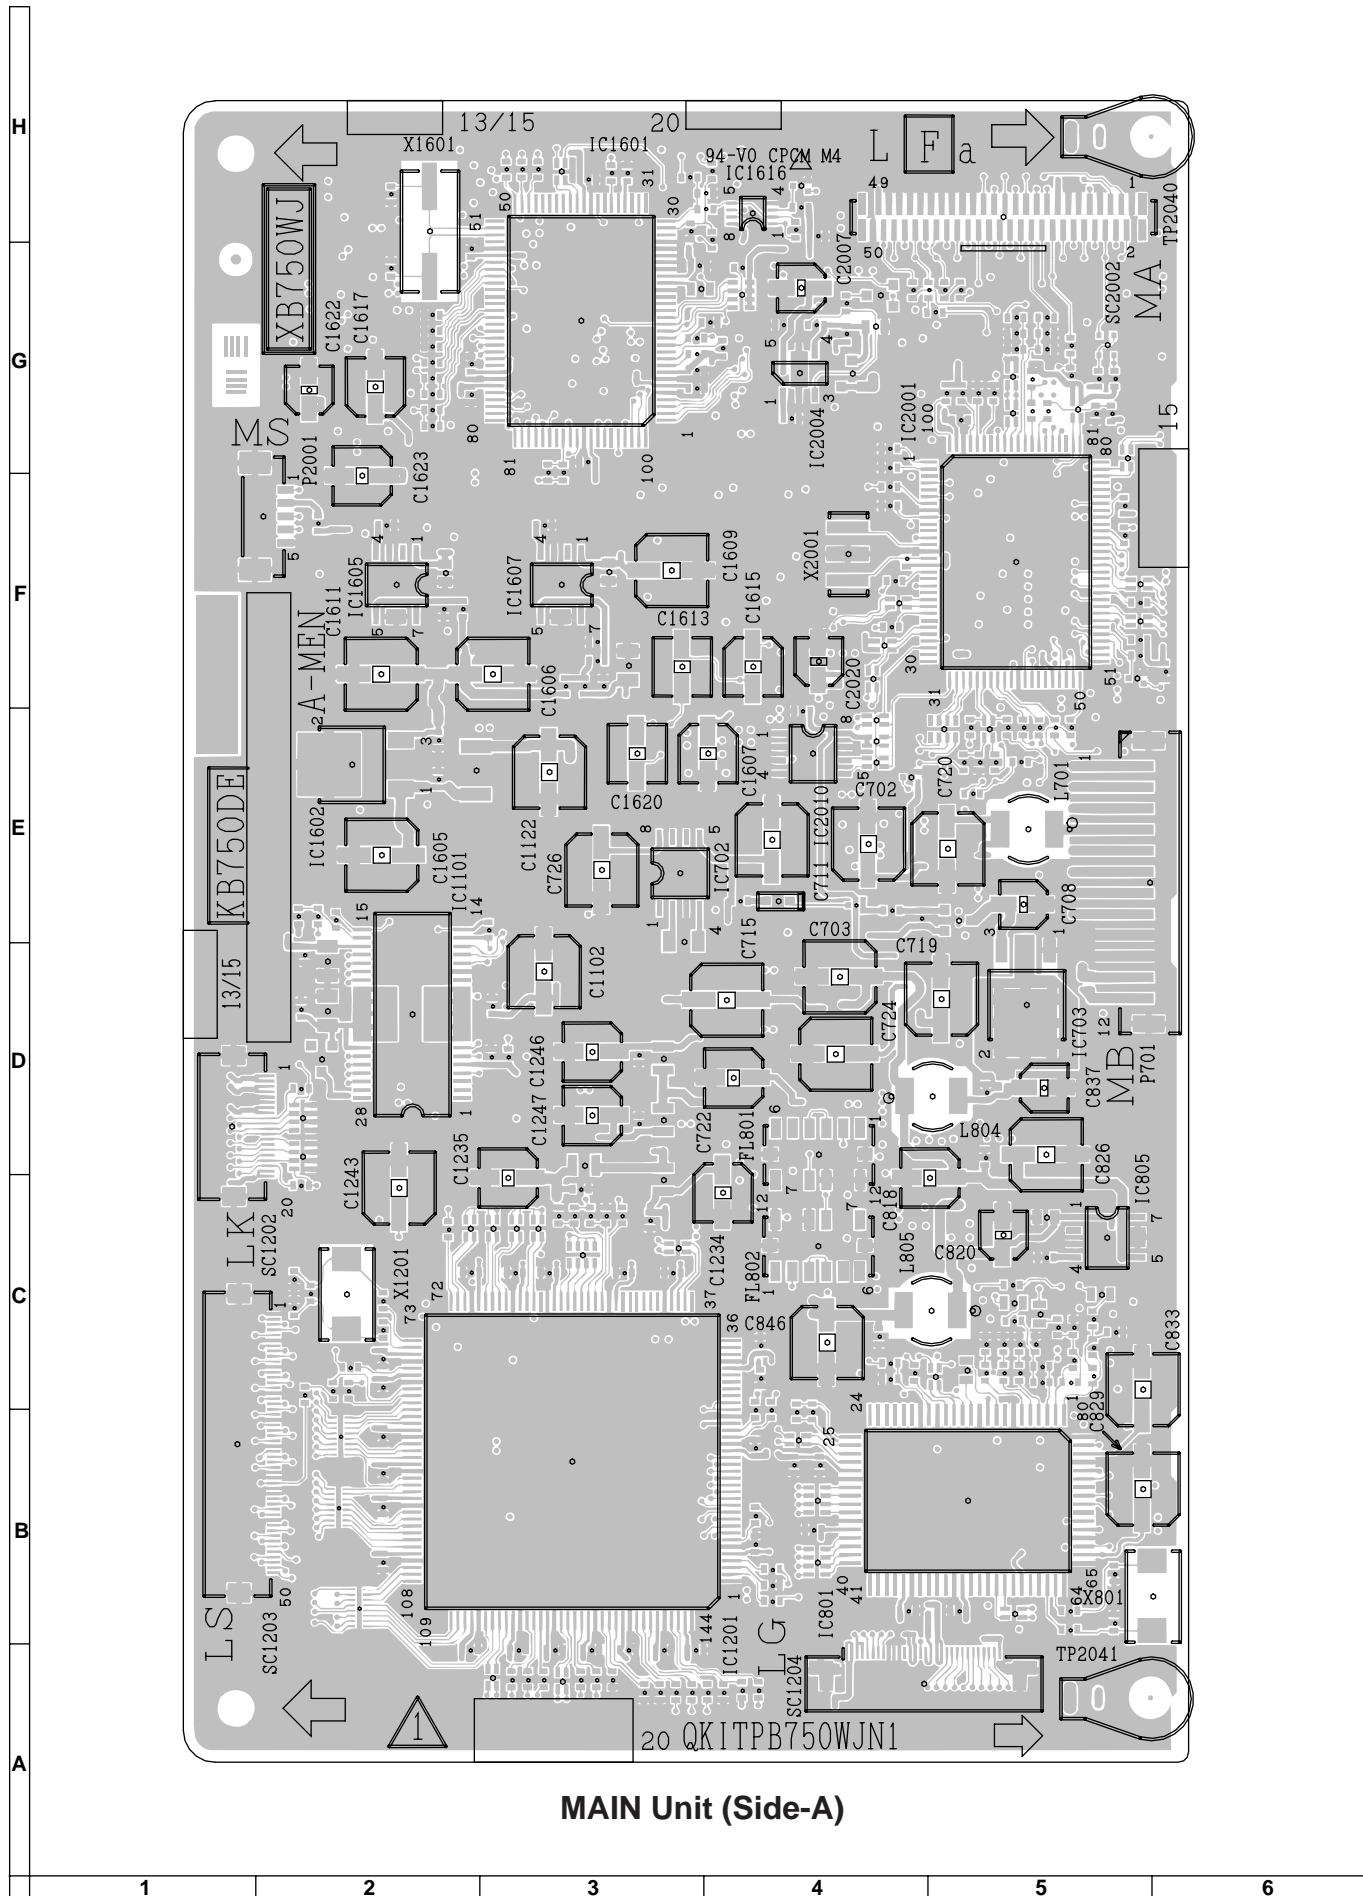 H
13/15
20
X1601
IC1601
94-V0 CPCM M4
IC1616
L
F
a
31
5
4
49
1
50
30
51
8
1
TP2040
C2007
50
2
SC2002
MA
XB750WJ
C1622
C1617
G
5
4
1
3
IC2004
IC2001
100
15
80
1
81
80
MS
81
100
P2001
1
C1623
1
5
4
1
4
1
C1609
X2001
F
IC1605
IC1607
C1615
30
C1611
5
7
5
7
C1613
51
A-MEN
C1606
C2020
31
50
2
3
1
8
1
C1607
4
5
1
L701
C702
C720
E
1
C1620
IC2010
IC1602
C1605
C1122
C726
8
5
IC702
C711
KB750DE
IC1101
C708
15
14
1
4
C715
C703
C719
3
1
13/15
C1102
C724
IC703
12
2
D
1
C1246
MB
P701
C837
28
1
C1247
C722
FL801
6
1
L804
C1243
C1235
C826
IC805
20
12
7
12
C818
LK
SC1202
7
1
7
X1201
C1234
FL802
L805
C820
4
5
C
1
72
37
1
6
73
36
C846
C833
24
1
80
C829
25
B
50
108
1
40
41
64
65
X801
LS
SC1203
109
144
IC1201
LG
IC801
SC1204
TP2041
1
20 QKITPB750WJN1
A
MAIN Unit (Side-A)
1
2
3
4
5
6